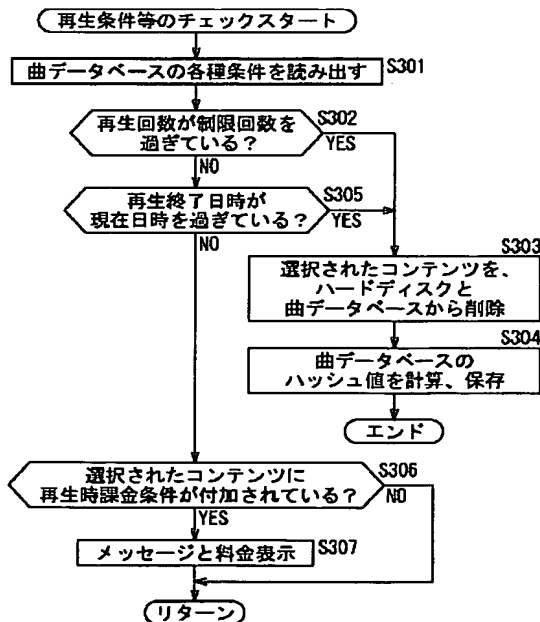 再生条件等のチェックスタート
曲データベースの各種条件を読み出す
S301
再生回数が制限回数を
過ぎている?
S302
YES
NO
再生終了日時が
現在日時を過ぎている?
S305
YES
NO
S303
選択されたコンテンツを、
ハードディスクと
曲データベースから削除
S304
曲データベースの
ハッシュ値を計算、保存
エンド
選択されたコンテンツに
再生時課金条件が付加されている?
S306
NO
YES
メッセージと料金表示
S307
リターン